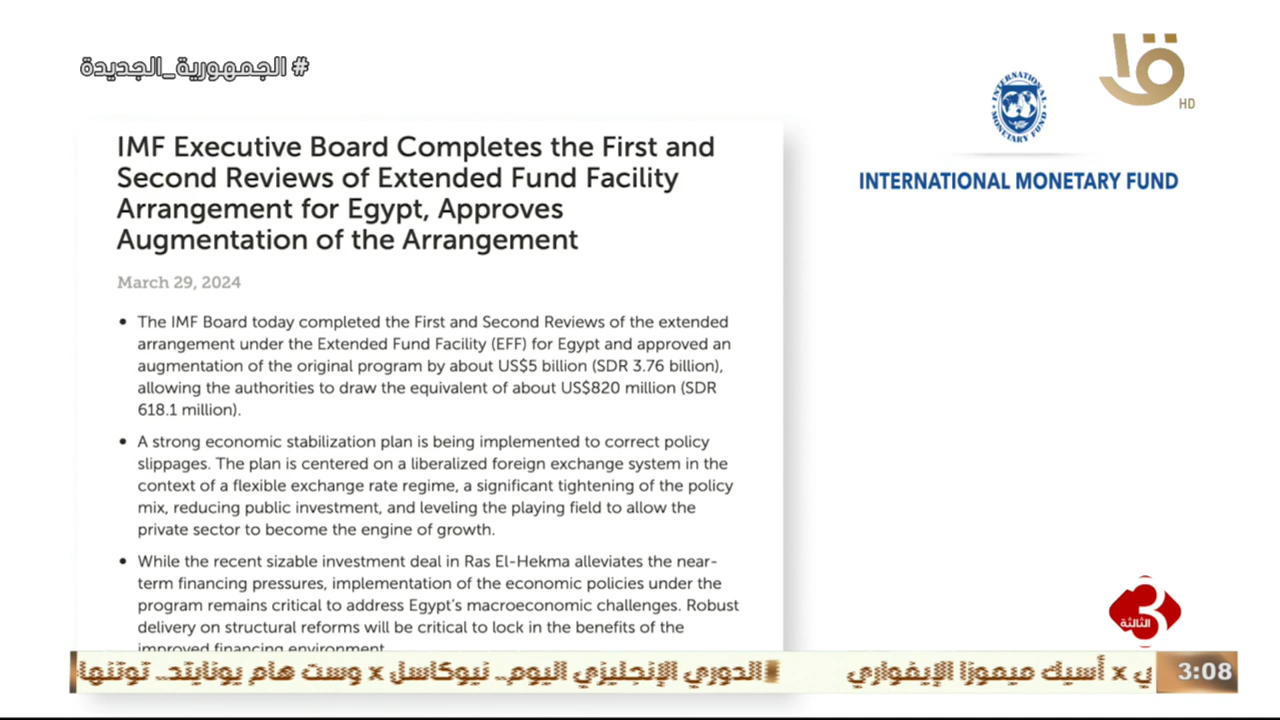 #الجمهورية_الجديدة
HD
INTERNATIONAL MONETARY FUND
INTERNATIONAL MONETARY FUND
IMF Executive Board Completes the First and
Second Reviews of Extended Fund Facility
Arrangement for Egypt, Approves
Augmentation of the Arrangement
March 29, 2024
• The IMF Board today completed the First and Second Reviews of the extended
arrangement under the Extended Fund Facility (EFF) for Egypt and approved an
augmentation of the original program by about US$5 billion (SDR 3.76 billion),
allowing the authorities to draw the equivalent of about US$820 million (SDR
618.1 million).
• A strong economic stabilization plan is being implemented to correct policy
slippages. The plan is centered on a liberalized foreign exchange system in the
context of a flexible exchange rate regime, a significant tightening of the policy
mix, reducing public investment, and leveling the playing field to allow the
private sector to become the engine of growth.
• While the recent sizable investment deal in Ras El-Hekma alleviates the near-
term financing pressures, implementation of the economic policies under the
program remains critical to address Egypt's macroeconomic challenges. Robust
delivery on structural reforms will be critical to lock in the benefits of the
improved financing environment.
3
الثالثة
3:08
ي x أسيك ميموزا الإيفواري
الدوري الإنجليزي اليوم.. نيوكاسل x وست هام يونايتد.. توتنها